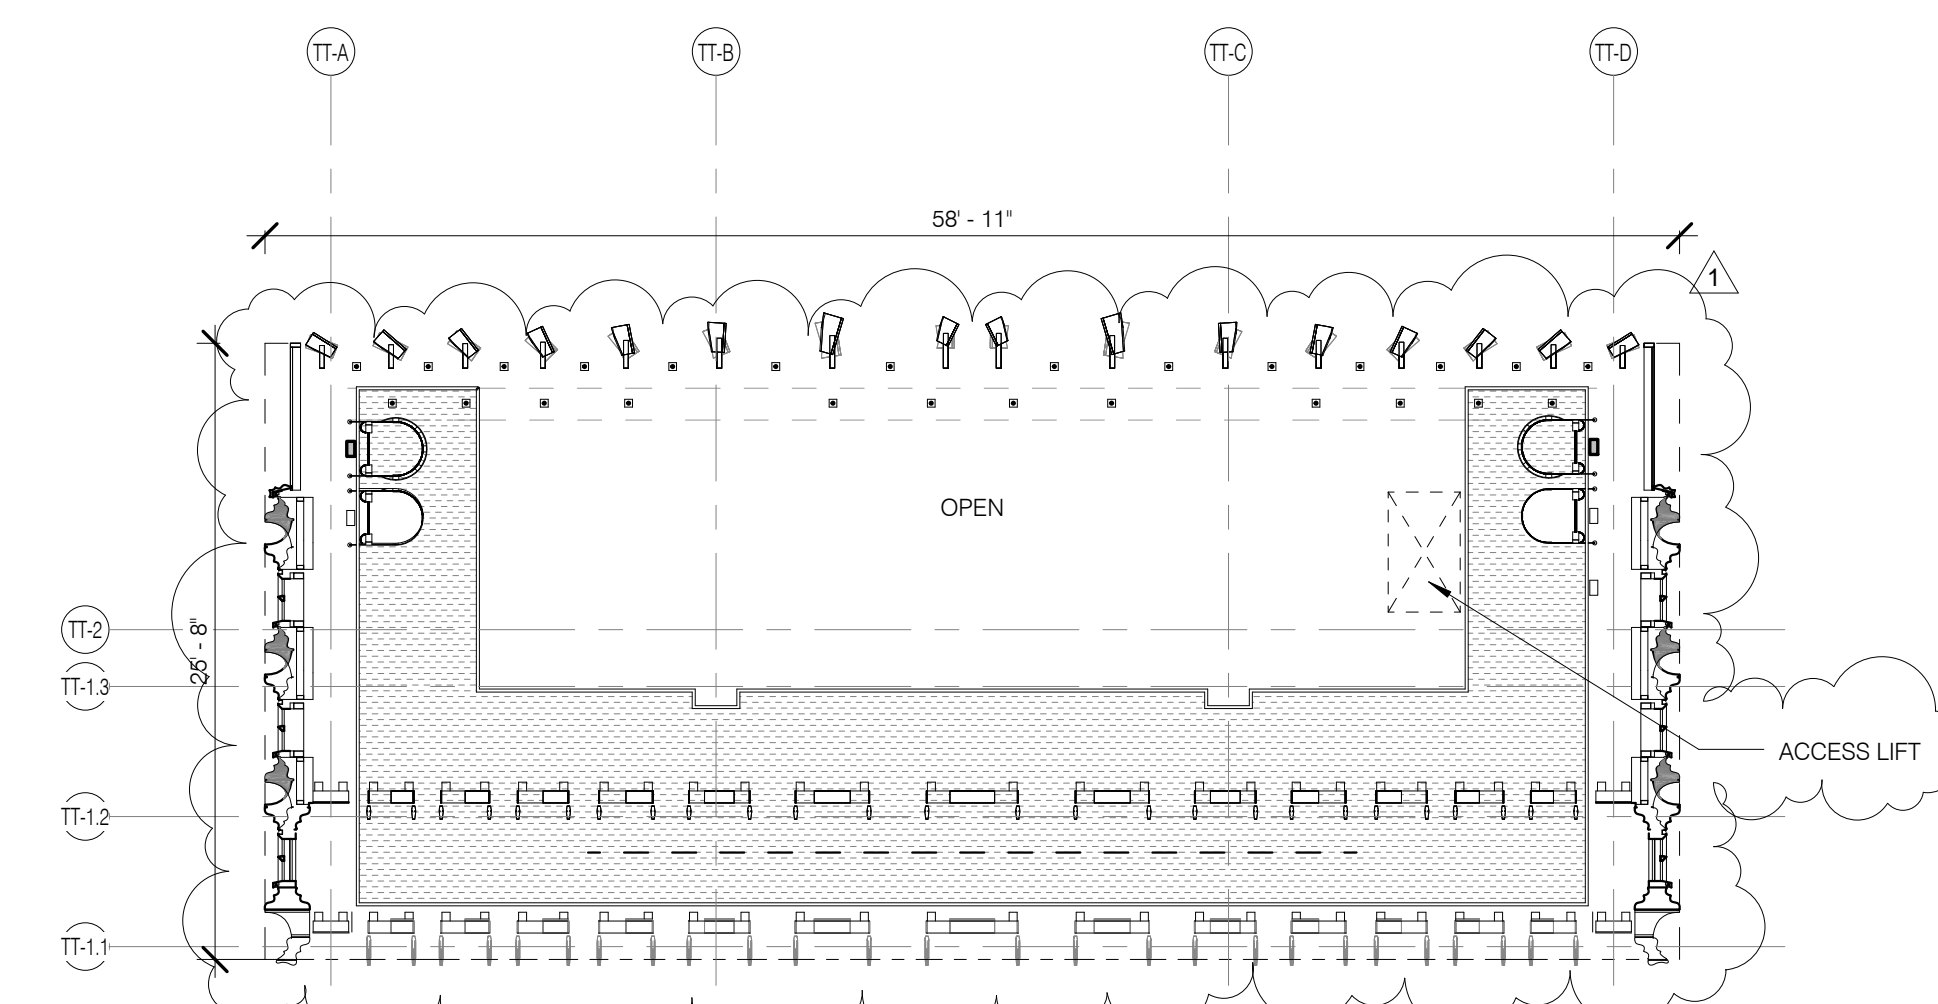 TT-A
TT-B
TT-C
TT-D
58' - 11"
1
OPEN
TT-2
25' - 8"
TT-1.3
ACCESS LIFT
TT-1.2
TT-1.1